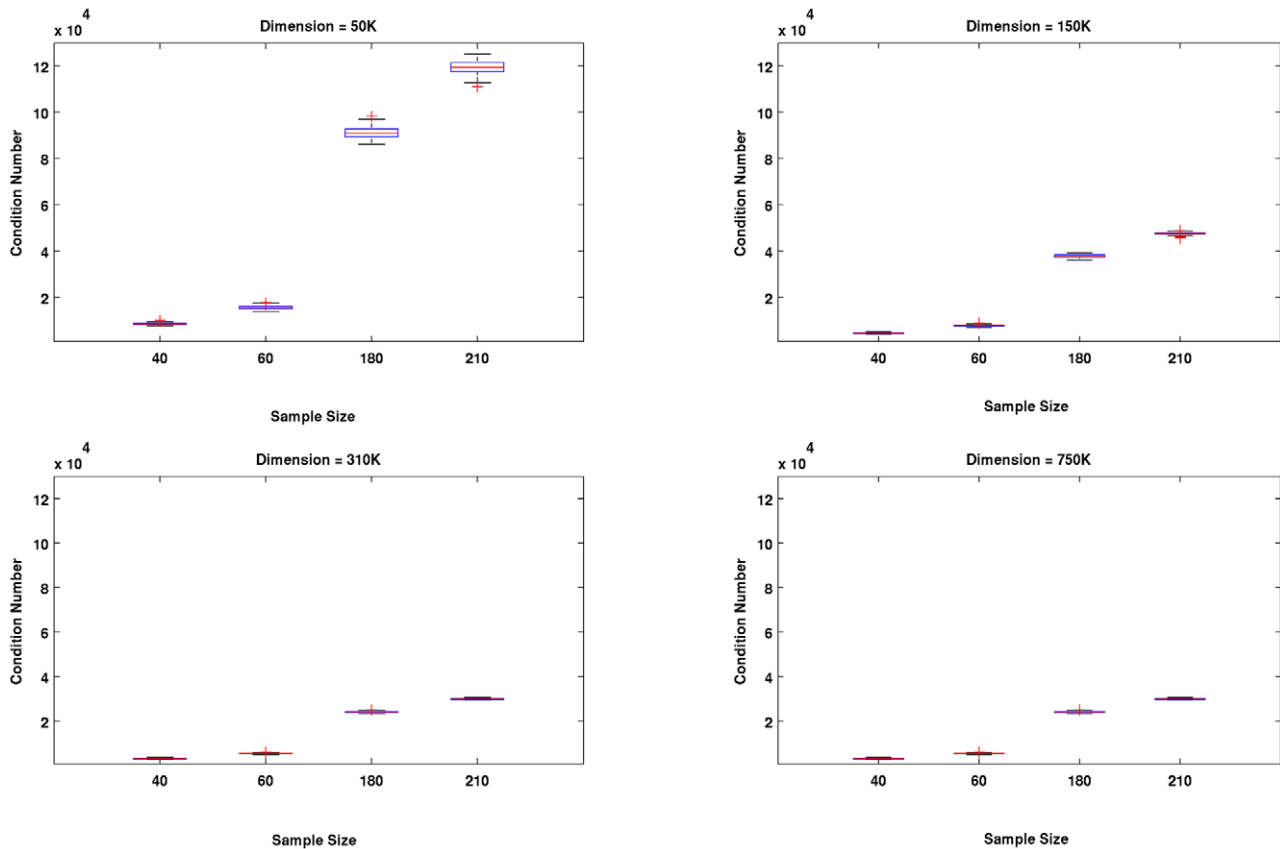 x 10 4
Dimension = 50K
12
10
8
6
4
2
Condition Number
40 60 180 210
Sample Size
x 10 4
Dimension = 150K
12
10
8
6
4
2
Condition Number
40 60 180 210
Sample Size
x 10 4
Dimension = 310K
12
10
8
6
4
2
Condition Number
40 60 180 210
Sample Size
x 10 4
Dimension = 750K
12
10
8
6
4
2
Condition Number
40 60 180 210
Sample Size